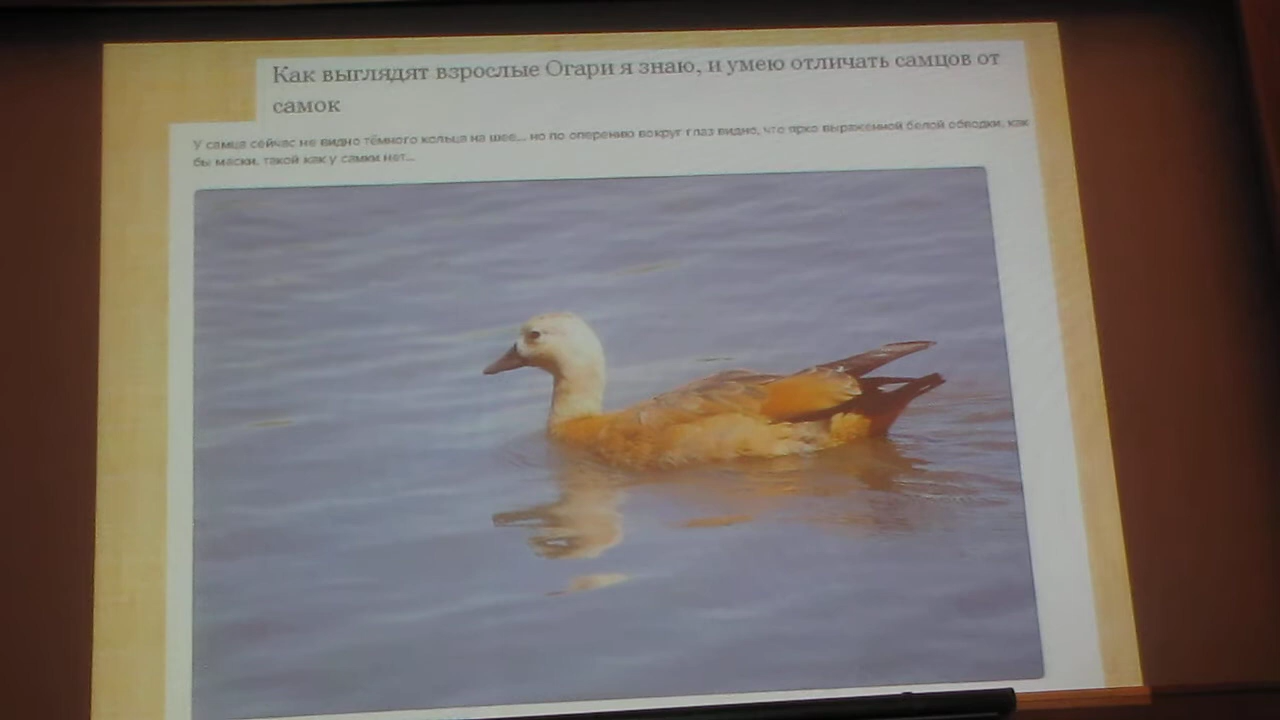 Как выглядят взрослые Огари я знаю, и умею отличать самцов от
самок
У самца сейчас не видно тёмного кольца на шее... но по оперению вокруг глаз видно, что ярко выраженной белой обводки, как
бы маски, такой как у самки нет...